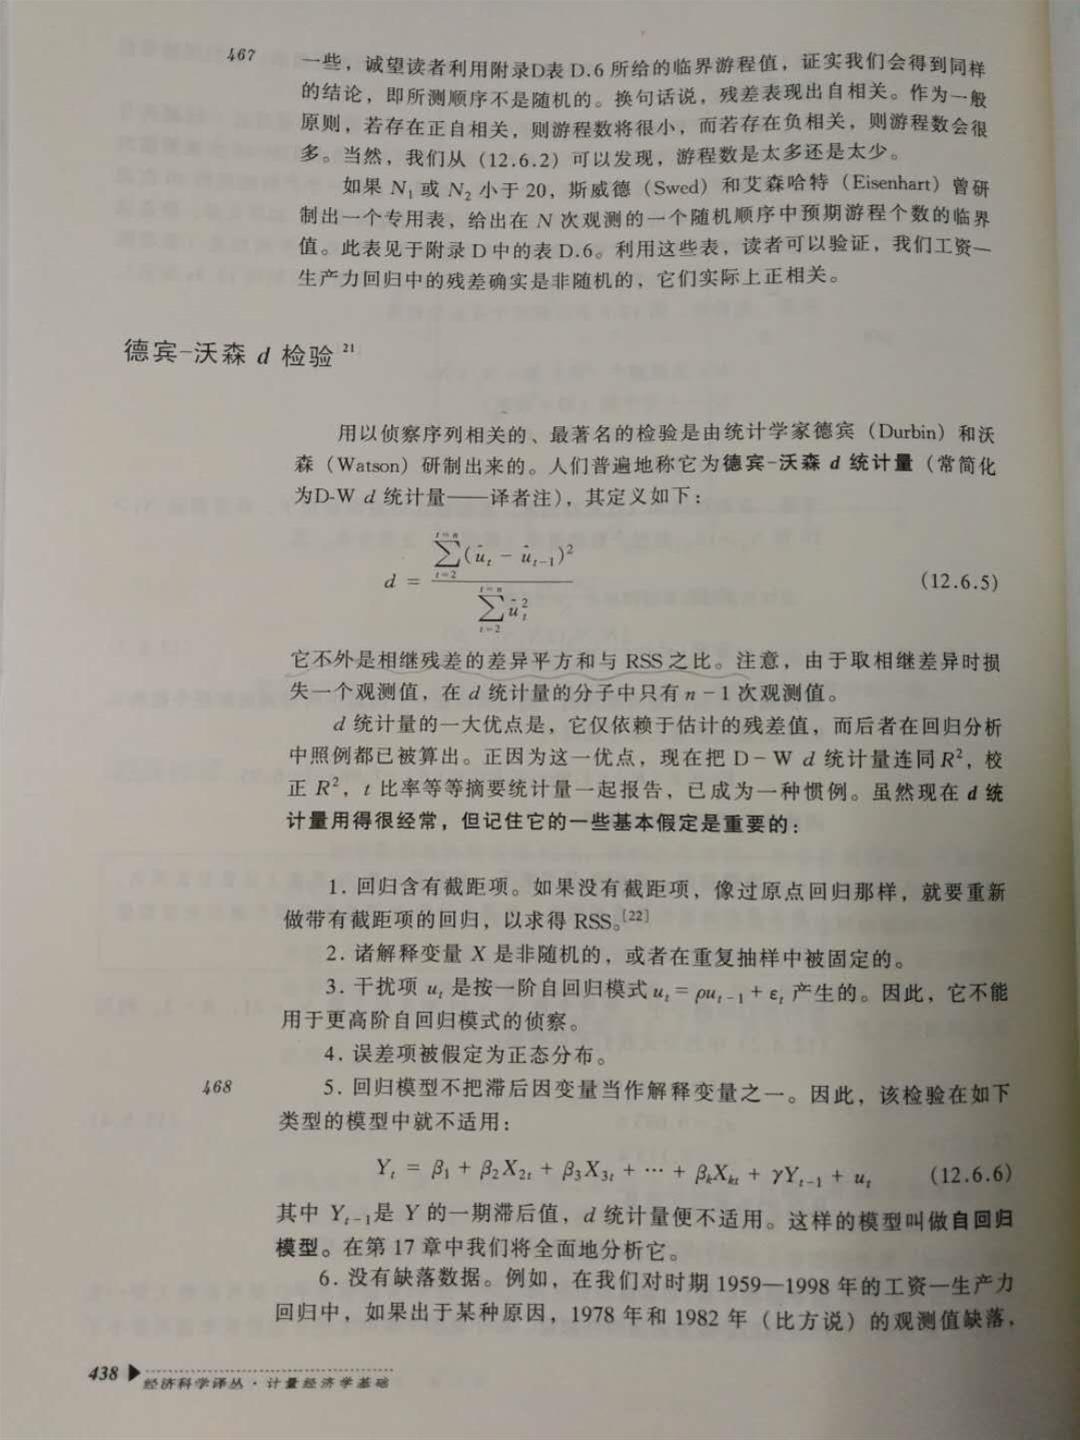 467
一些，诚望读者利用附录D表 D.6 所给的临界游程值，证实我们会得到同样
的结论，即所测顺序不是随机的。换句话说，残差表现出自相关。作为一般
原则，若存在正自相关，则游程数将很小，而若存在负相关，则游程数会很
多。当然，我们从（12.6.2）可以发现，游程数是太多还是太少。
如果 N₁ 或 N₂ 小于 20，斯威德（Swed）和艾森哈特（Eisenhart）曾研
制出一个专用表，给出在 N 次观测的一个随机顺序中预期游程个数的临界
值。此表见于附录 D 中的表 D.6。利用这些表，读者可以验证，我们工资—
生产力回归中的残差确实是非随机的，它们实际上正相关。
德宾-沃森 d 检验 ²¹
用以侦察序列相关的、最著名的检验是由统计学家德宾（Durbin）和沃
森（Watson）研制出来的。人们普遍地称它为德宾-沃森 d 统计量（常简化
为D-W d 统计量——译者注），其定义如下：
t=n
∑(û_t − û_{t−1})²
t=2
d =
t=n
∑û_t²
t=2
(12.6.5)
它不外是相继残差的差异平方和与 RSS 之比。注意，由于取相继差异时损
失一个观测值，在 d 统计量的分子中只有 n − 1 次观测值。
d 统计量的一大优点是，它仅依赖于估计的残差值，而后者在回归分析
中照例都已被算出。正因为这一优点，现在把 D − W d 统计量连同 R²，校
正 R²，t 比率等等摘要统计量一起报告，已成为一种惯例。虽然现在 d 统
计量用得很经常，但记住它的一些基本假定是重要的：
1. 回归含有截距项。如果没有截距项，像过原点回归那样，就要重新
做带有截距项的回归，以求得 RSS。[22]
2. 诸解释变量 X 是非随机的，或者在重复抽样中被固定的。
3. 干扰项 u_t 是按一阶自回归模式 u_t = ρu_{t−1} + ε_t 产生的。因此，它不能
用于更高阶自回归模式的侦察。
4. 误差项被假定为正态分布。
468
5. 回归模型不把滞后因变量当作解释变量之一。因此，该检验在如下
类型的模型中就不适用：
Y_t = β₁ + β₂X_{2t} + β₃X_{3t} + ⋯ + β_kX_{kt} + γY_{t−1} + u_t (12.6.6)
其中 Y_{t−1}是 Y 的一期滞后值，d 统计量便不适用。这样的模型叫做自回归
模型。在第 17 章中我们将全面地分析它。
6. 没有缺落数据。例如，在我们对时期 1959—1998 年的工资—生产力
回归中，如果出于某种原因，1978 年和 1982 年（比方说）的观测值缺落，
438 ▶ 经济科学译丛·计量经济学基础